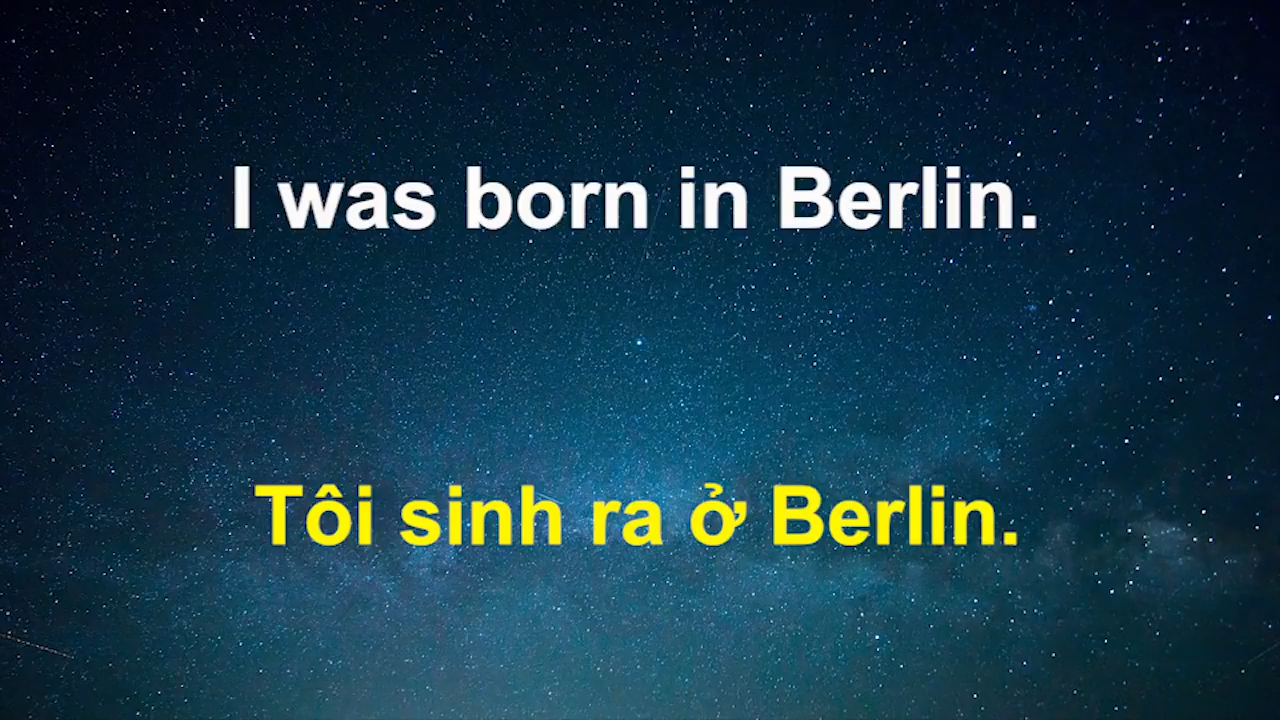 I was born in Berlin.
Tôi sinh ra ở Berlin.